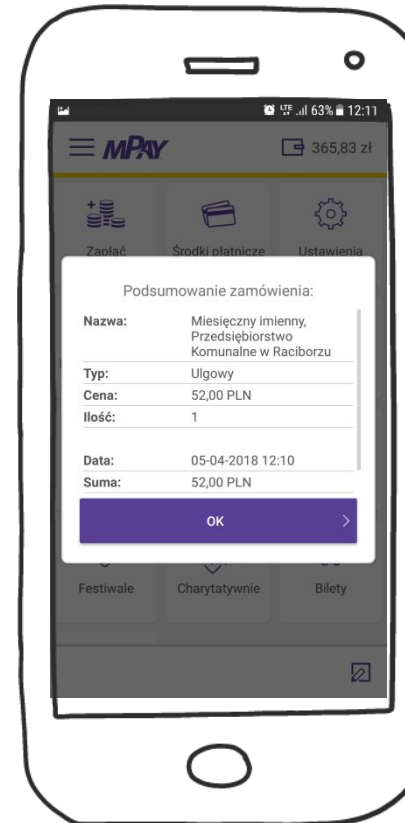 LTE 63% 12:11
MPAY 365,83 zł
Zapłać Środki płatnicze Ustawienia
Podsumowanie zamówienia:
Nazwa: Miesięczny imienny,
Przedsiębiorstwo
Komunalne w Raciborzu
Typ: Ulgowy
Cena: 52,00 PLN
Ilość: 1
Data: 05-04-2018 12:10
Suma: 52,00 PLN
OK
Festiwale Charytatywnie Bilety